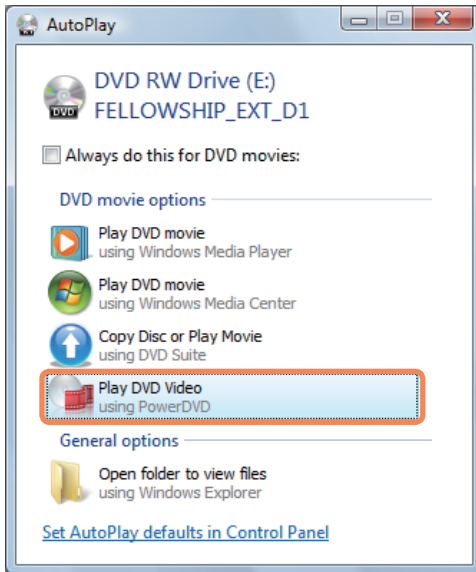 AutoPlay
DVD RW Drive (E:)
FELLOWSHIP_EXT_D1
Always do this for DVD movies:
DVD movie options
Play DVD movie
using Windows Media Player
Play DVD movie
using Windows Media Center
Copy Disc or Play Movie
using DVD Suite
Play DVD Video
using PowerDVD
General options
Open folder to view files
using Windows Explorer
Set AutoPlay defaults in Control Panel